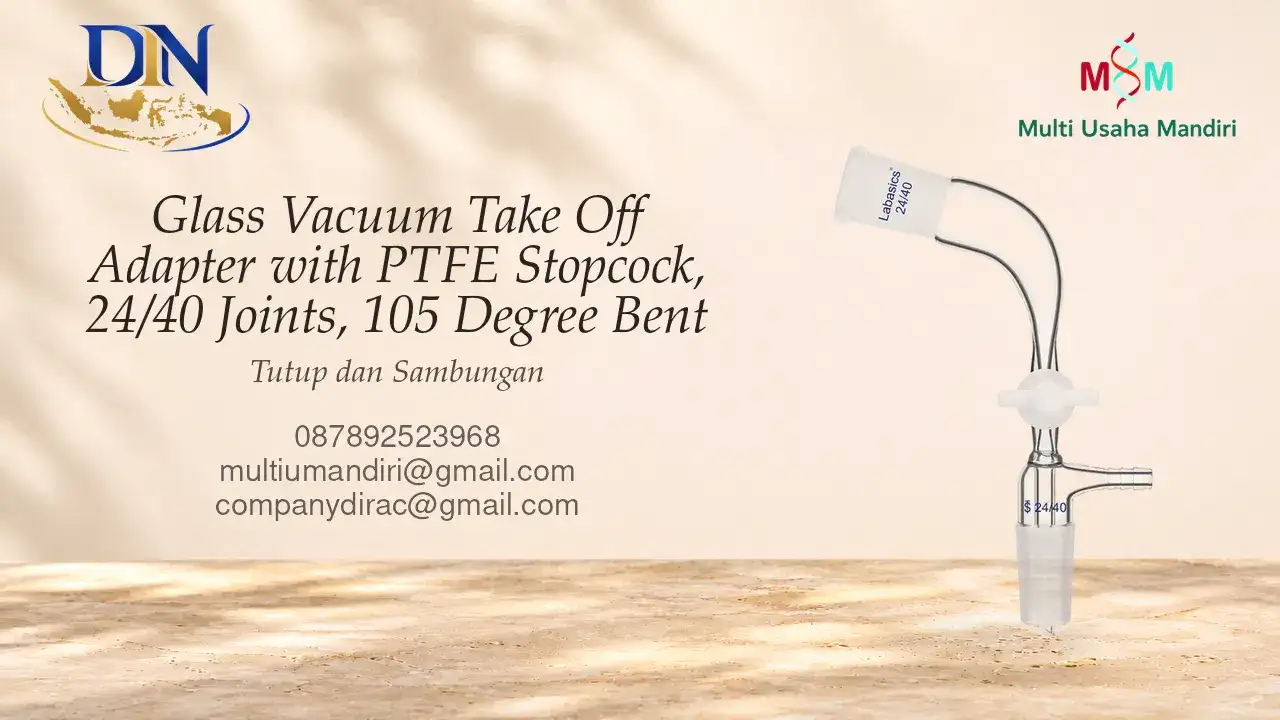 DIN
MSM
Multi Usaha Mandiri
Labasics®
24/40
Glass Vacuum Take Off
Adapter with PTFE Stopcock,
24/40 Joints, 105 Degree Bent
Tutup dan Sambungan
087892523968
multiumandiri@gmail.com
companydirac@gmail.com
24/40